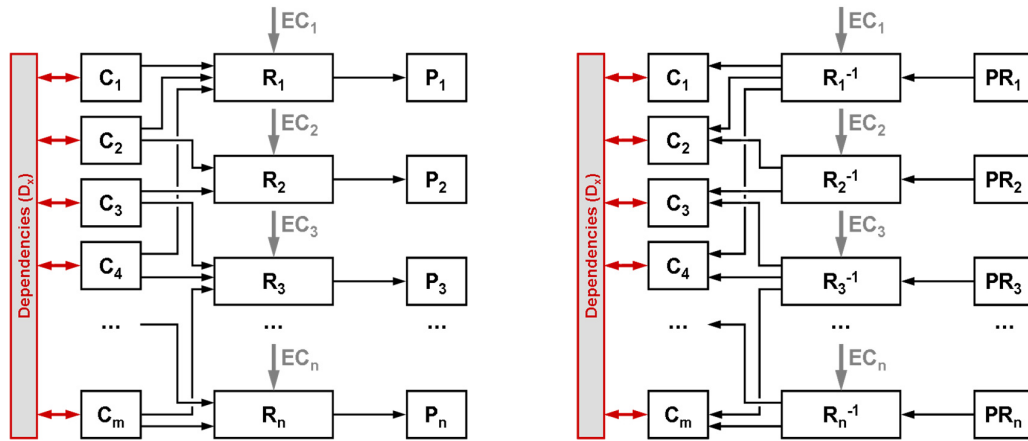 EC₁
Dependencies (Dₓ)
C₁
R₁
P₁
EC₂
C₂
R₂
P₂
C₃
EC₃
C₄
R₃
P₃
...
...
...
ECₙ
Cₘ
Rₙ
Pₙ
EC₁
Dependencies (Dₓ)
C₁
R₁⁻¹
PR₁
EC₂
C₂
R₂⁻¹
PR₂
C₃
EC₃
C₄
R₃⁻¹
PR₃
...
...
...
ECₙ
Cₘ
Rₙ⁻¹
PRₙ